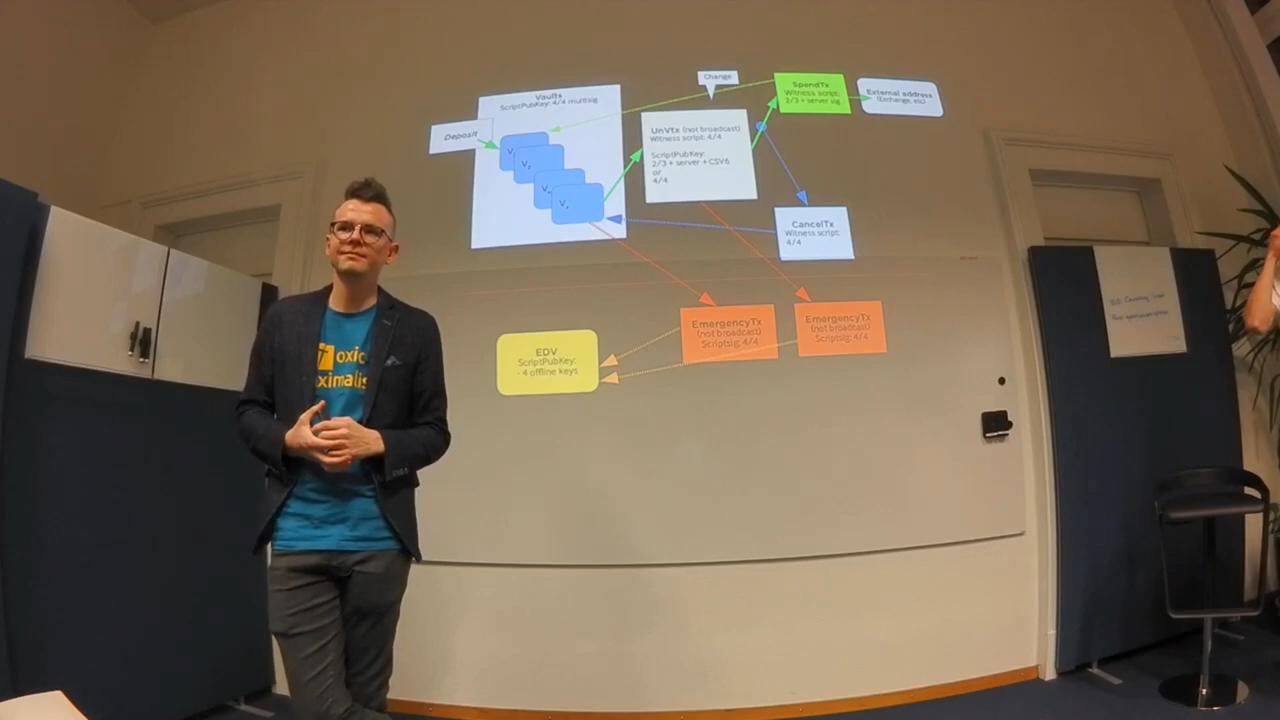 Vaults
ScriptPubKey: 4/4 multisig
Deposit
V
V
V
V
Change
UnVtx (not broadcast)
Witness script: 4/4
ScriptPubKey:
2/3 + server +CSV6
or
4/4
SpendTx
Witness script:
2/3 + server sig
External address
(Exchange, etc)
CancelTx
Witness script:
4/4
EmergencyTx
(not broadcast)
Scriptsig: 4/4
EmergencyTx
(not broadcast)
Scriptsig: 4/4
EDV
ScriptPubKey:
- 4 offline keys
Toxic
ximalis